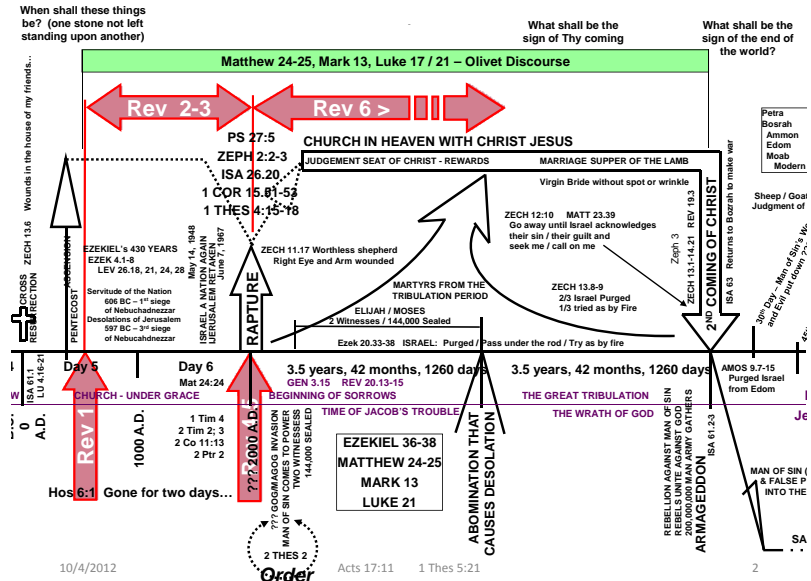 When shall these things
be? (one stone not left
standing upon another)
What shall be the
sign of Thy coming
What shall be the
sign of the end of
the world?
Matthew 24-25, Mark 13, Luke 17 / 21 – Olivet Discourse
Rev 2-3
Rev 6 >
PS 27:5
ZEPH 2:2-3
ISA 26.20
1 COR 15.51-53
1 THES 4:15-18
CHURCH IN HEAVEN WITH CHRIST JESUS
JUDGEMENT SEAT OF CHRIST - REWARDS
MARRIAGE SUPPER OF THE LAMB
Virgin Bride without spot or wrinkle
Petra
Bosrah
Ammon
Edom
Moab
Modern
Sheep / Goat
Judgment of
ZECH 13.6 Wounds in the house of my friends...
CROSS
RESURRECTION
ISA 61:1
LU 4.16-21
ASCENSION
PENTECOST
EZEKIEL's 430 YEARS
EZEK 4.1-8
LEV 26.18, 21, 24, 28
Servitude of the Nation
606 BC – 1st siege
of Nebuchadnezzar
Desolations of Jerusalem
597 BC – 3rd siege
of Nebucahdnezzar
May 14, 1948
ISRAEL A NATION AGAIN
JERUSALEM RETAKEN
June 7, 1967
RAPTURE
ZECH 11.17 Worthless shepherd
Right Eye and Arm wounded
MARTYRS FROM THE
TRIBULATION PERIOD
ELIJAH / MOSES
2 Witnesses / 144,000 Sealed
Ezek 20.33-38 ISRAEL: Purged / Pass under the rod / Try as by fire
ZECH 12:10 MATT 23.39
Go away until Israel acknowledges
their sin / their guilt and
seek me / call on me
ZECH 13.8-9
2/3 Israel Purged
1/3 tried as by Fire
Zeph 3
ZECH 13.1-14.21 REV 19.3
2ND COMING OF CHRIST
ISA 63 Returns to Bozrah to make war
30th Day – Man of Sin's
and Evil put down
Day 5
Day 6
Mat 24:24
3.5 years, 42 months, 1260 days
3.5 years, 42 months, 1260 days
GEN 3.15 REV 20.13-15
AMOS 9.7-15
Purged Israel
from Edom
CHURCH - UNDER GRACE
BEGINNING OF SORROWS
THE GREAT TRIBULATION
TIME OF JACOB'S TROUBLE
THE WRATH OF GOD
0
A.D.
Rev 1
1000 A.D.
1 Tim 4
2 Tim 2; 3
2 Co 11:13
2 Ptr 2
??? 2000 A.D.
??? GOG/MAGOG INVASION
MAN OF SIN COMES TO POWER
TWO WITNESSESS
144,000 SEALED
EZEKIEL 36-38
MATTHEW 24-25
MARK 13
LUKE 21
ABOMINATION THAT
CAUSES DESOLATION
REBELLION AGAINST MAN OF SIN
REBELS UNITE AGAINST GOD
200,000,000 MAN ARMY GATHERS
ARMAGEDDON
ISA 61.2-3
MAN OF SIN (
& FALSE P
INTO THE
SA
Hos 6:1 Gone for two days…
2 THES 2
Order
10/4/2012
Acts 17:11 1 Thes 5:21
2